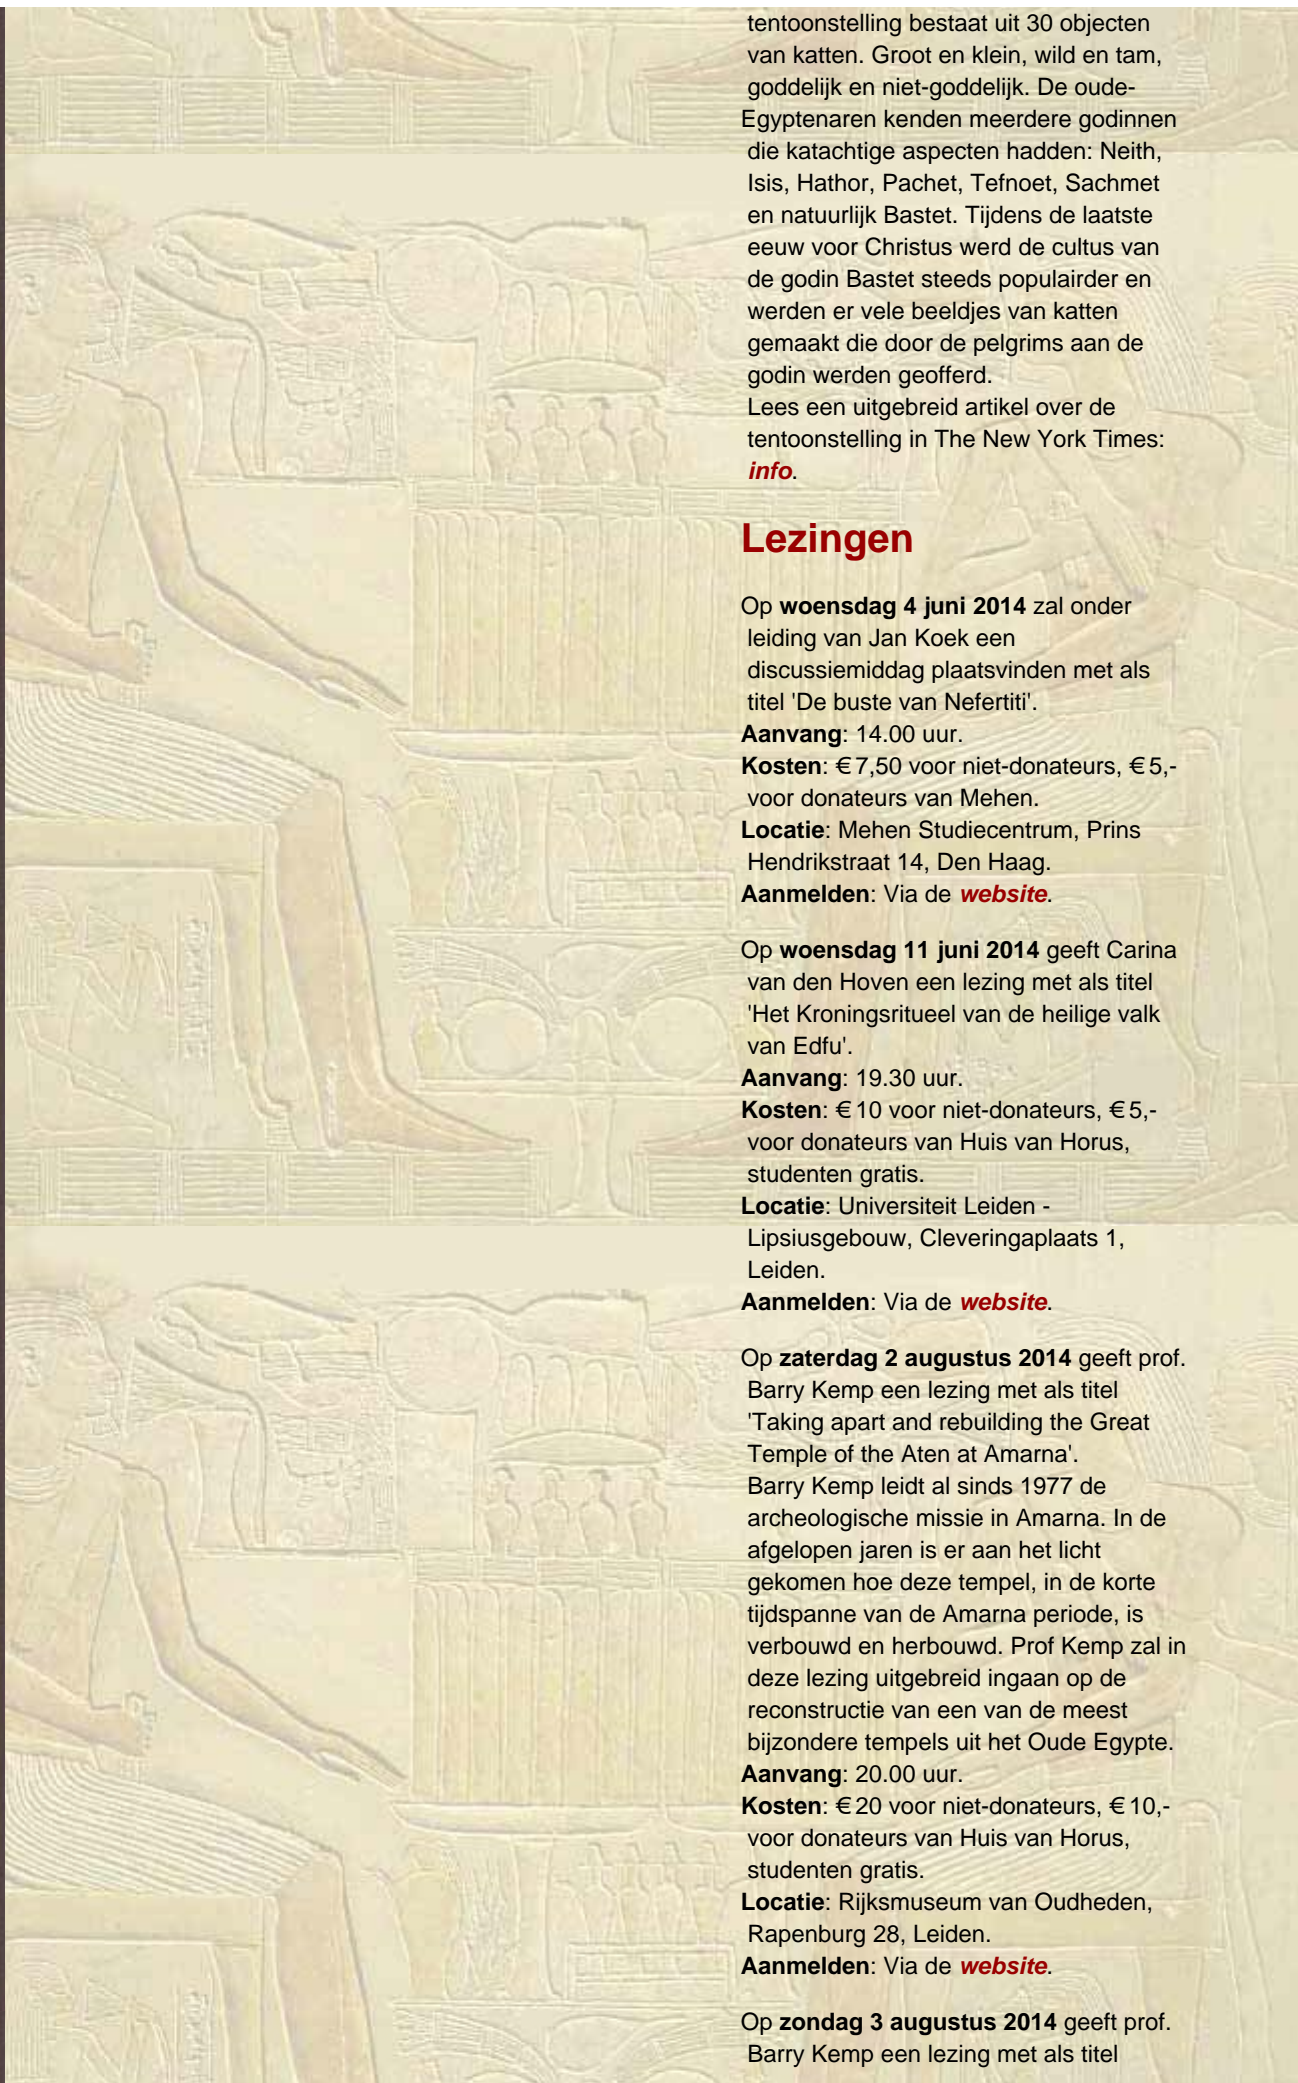 tentoonstelling bestaat uit 30 objecten
van katten. Groot en klein, wild en tam,
goddelijk en niet-goddelijk. De oude-
Egyptenaren kenden meerdere godinnen
die katachtige aspecten hadden: Neith,
Isis, Hathor, Pachet, Tefnoet, Sachmet
en natuurlijk Bastet. Tijdens de laatste
eeuw voor Christus werd de cultus van
de godin Bastet steeds populairder en
werden er vele beeldjes van katten
gemaakt die door de pelgrims aan de
godin werden geofferd.
Lees een uitgebreid artikel over de
tentoonstelling in The New York Times:
info.
Lezingen
Op woensdag 4 juni 2014 zal onder
leiding van Jan Koek een
discussiemiddag plaatsvinden met als
titel 'De buste van Nefertiti'.
Aanvang: 14.00 uur.
Kosten: €7,50 voor niet-donateurs, €5,-
voor donateurs van Mehen.
Locatie: Mehen Studiecentrum, Prins
Hendrikstraat 14, Den Haag.
Aanmelden: Via de website.
Op woensdag 11 juni 2014 geeft Carina
van den Hoven een lezing met als titel
'Het Kroningsritueel van de heilige valk
van Edfu'.
Aanvang: 19.30 uur.
Kosten: €10 voor niet-donateurs, €5,-
voor donateurs van Huis van Horus,
studenten gratis.
Locatie: Universiteit Leiden -
Lipsiusgebouw, Cleveringaplaats 1,
Leiden.
Aanmelden: Via de website.
Op zaterdag 2 augustus 2014 geeft prof.
Barry Kemp een lezing met als titel
'Taking apart and rebuilding the Great
Temple of the Aten at Amarna'.
Barry Kemp leidt al sinds 1977 de
archeologische missie in Amarna. In de
afgelopen jaren is er aan het licht
gekomen hoe deze tempel, in de korte
tijdspanne van de Amarna periode, is
verbouwd en herbouwd. Prof Kemp zal in
deze lezing uitgebreid ingaan op de
reconstructie van een van de meest
bijzondere tempels uit het Oude Egypte.
Aanvang: 20.00 uur.
Kosten: €20 voor niet-donateurs, €10,-
voor donateurs van Huis van Horus,
studenten gratis.
Locatie: Rijksmuseum van Oudheden,
Rapenburg 28, Leiden.
Aanmelden: Via de website.
Op zondag 3 augustus 2014 geeft prof.
Barry Kemp een lezing met als titel